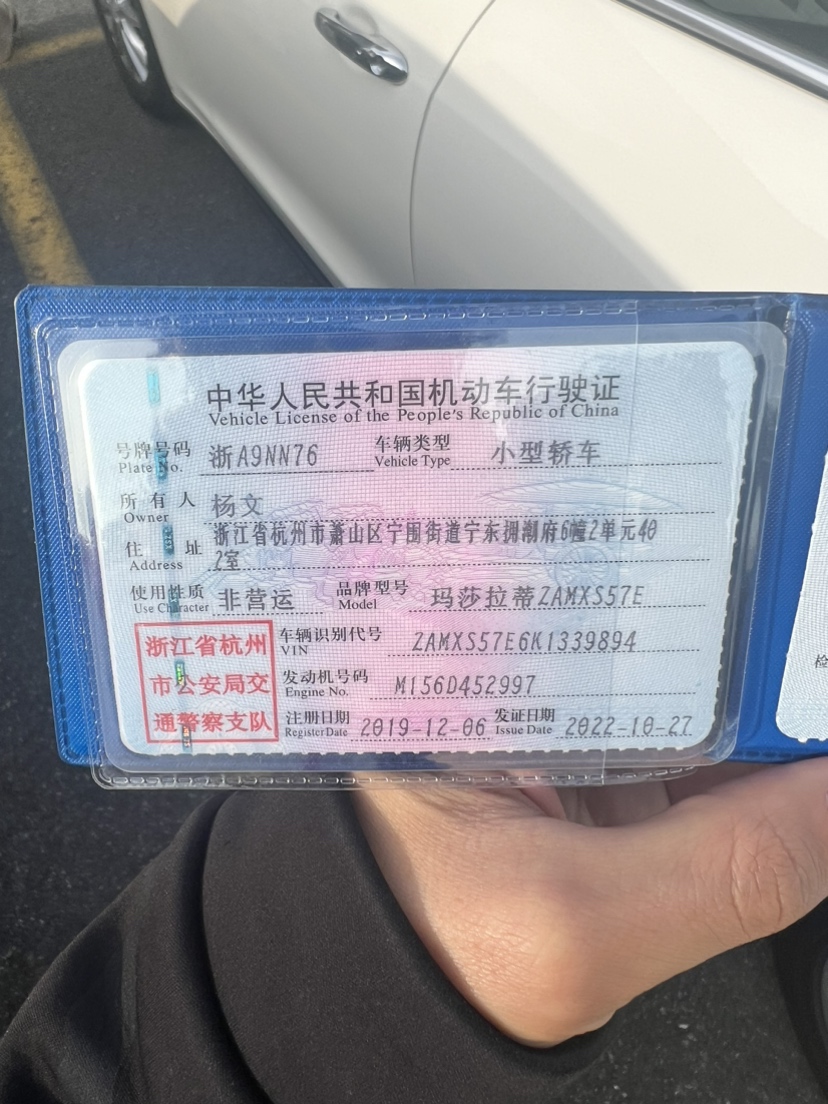 中华人民共和国机动车行驶证
Vehicle License of the People's Republic of China
号牌号码 浙A9NN76 车辆类型 小型轿车
Plate No. Vehicle Type
所有人 杨文
Owner
住址 浙江省杭州市萧山区宁围街道宁东拥潮府6幢2单元40
Address 2室
使用性质 非营运 品牌型号 玛莎拉蒂ZAMXS57E
Use Character Model
浙江省杭州
市公安局交
通警察支队
车辆识别代号 ZAMXS57E6K1339894
VIN
发动机号码 M156D452997
Engine No.
注册日期 2019-12-06 发证日期 2022-10-27
Register Date Issue Date
检